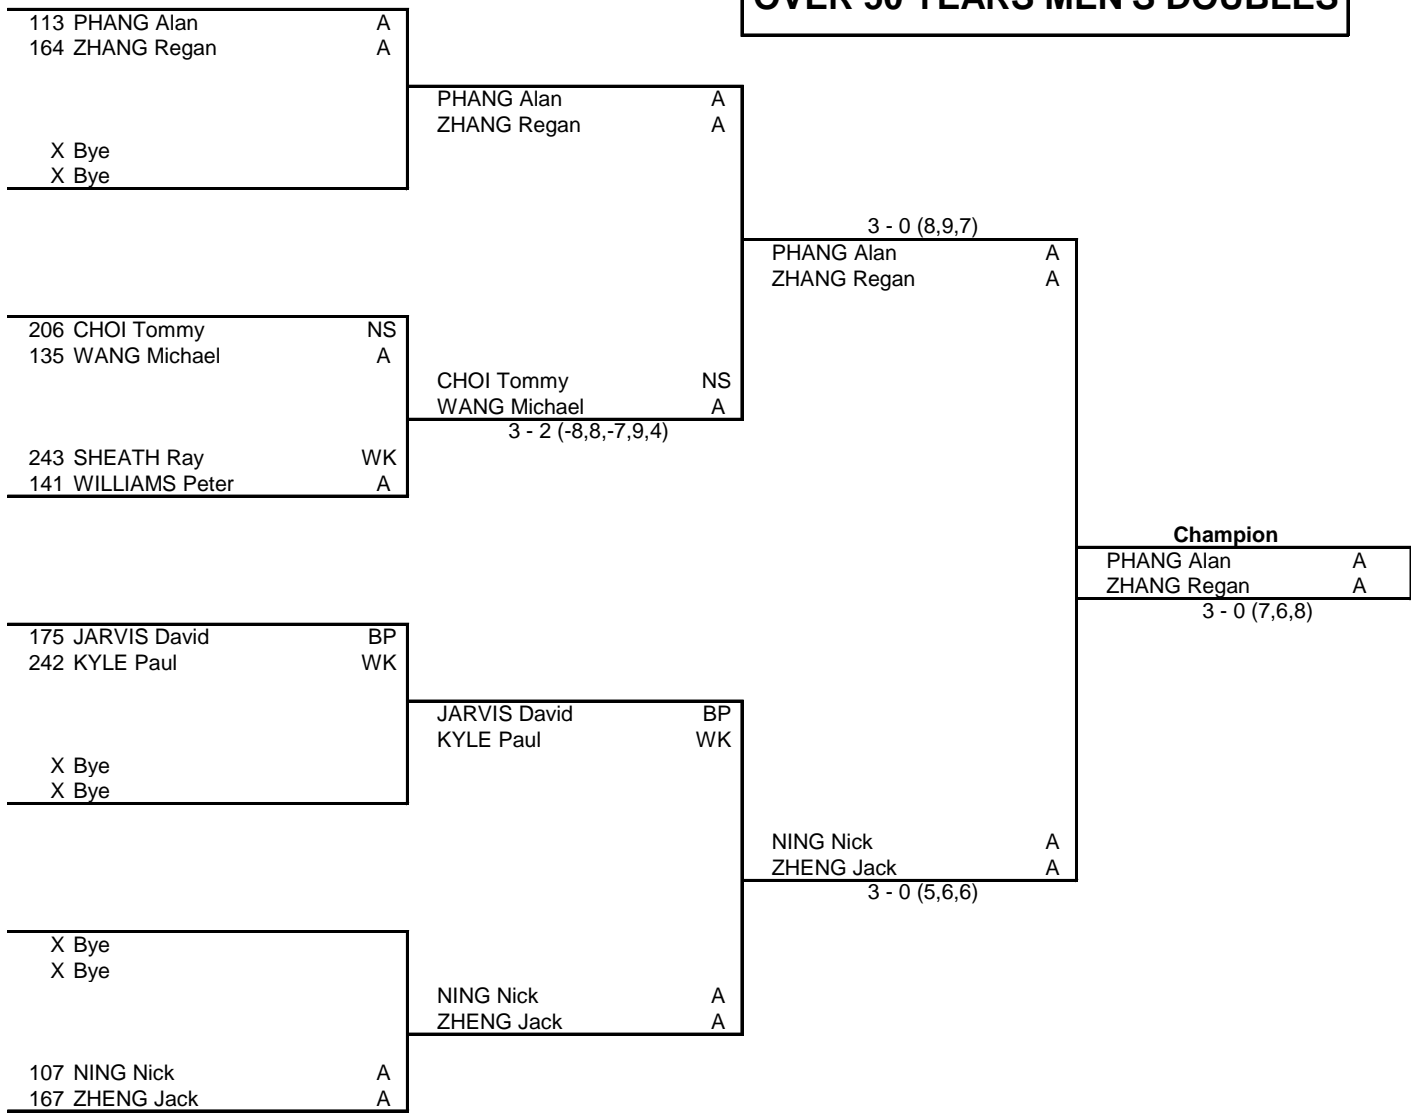 OVER 50 YEARS MEN'S DOUBLES
113 PHANG Alan A
164 ZHANG Regan A
X Bye
X Bye
206 CHOI Tommy NS
135 WANG Michael A
243 SHEATH Ray WK
141 WILLIAMS Peter A
175 JARVIS David BP
242 KYLE Paul WK
X Bye
X Bye
X Bye
X Bye
107 NING Nick A
167 ZHENG Jack A
PHANG Alan A
ZHANG Regan A
CHOI Tommy NS
WANG Michael A
3 - 2 (-8,8,-7,9,4)
JARVIS David BP
KYLE Paul WK
NING Nick A
ZHENG Jack A
3 - 0 (8,9,7)
PHANG Alan A
ZHANG Regan A
NING Nick A
ZHENG Jack A
3 - 0 (5,6,6)
Champion
PHANG Alan A
ZHANG Regan A
3 - 0 (7,6,8)